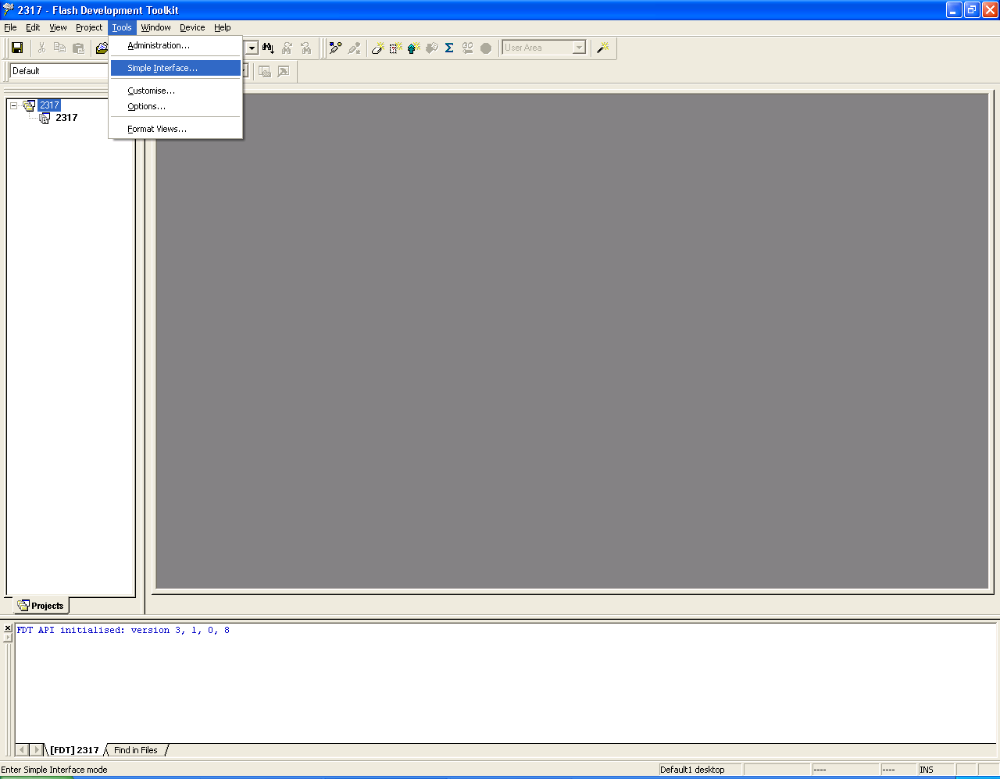 2317 - Flash Development Toolkit
File Edit View Project Tools Window Device Help
Administration...
Simple Interface...
Customise...
Options...
Format Views...
GO
User Area
Default
2317
2317
Projects
FDT API initialised: version 3, 1, 0, 8
[FDT] 2317 Find in Files
Enter Simple Interface mode Default1 desktop ---- ---- INS